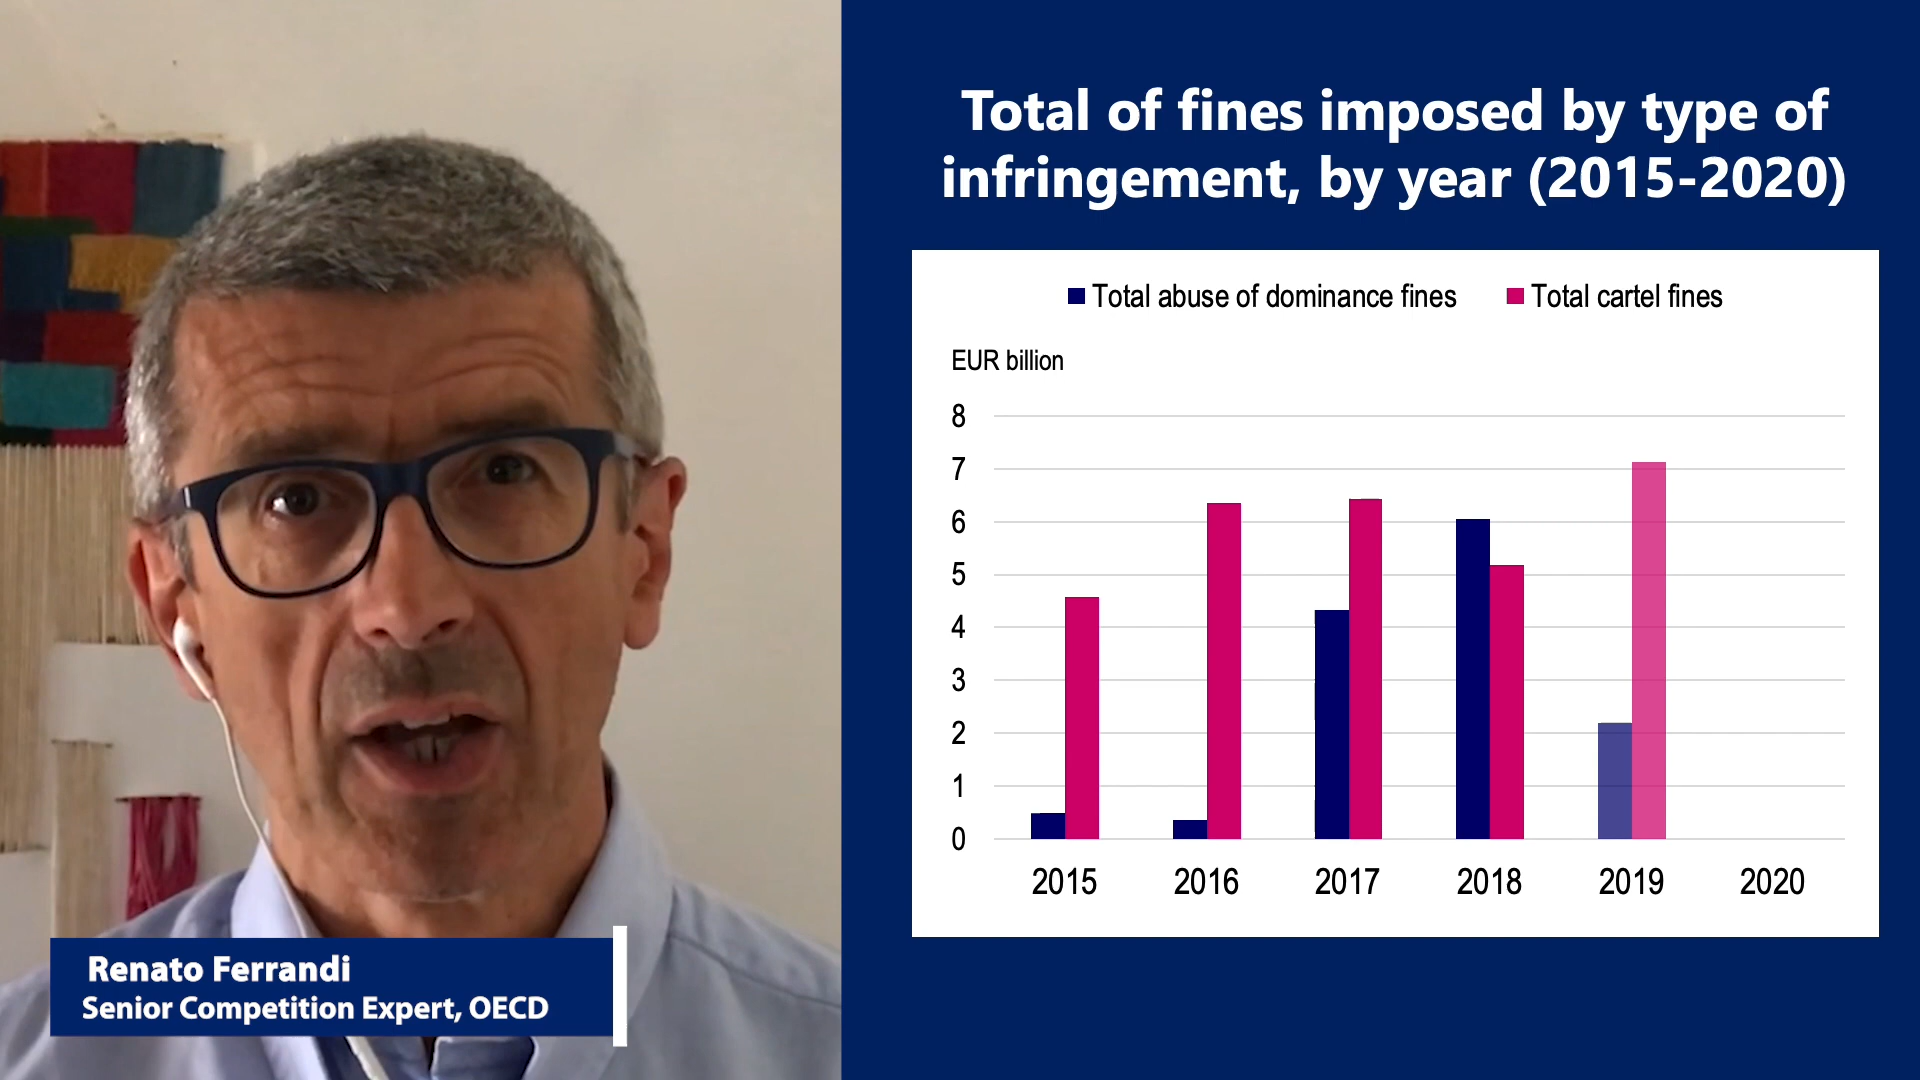 Total of fines imposed by type of
infringement, by year (2015-2020)
Total abuse of dominance fines
Total cartel fines
EUR billion
8
7
6
5
4
3
2
1
0
2015
2016
2017
2018
2019
2020
Renato Ferrandi
Senior Competition Expert, OECD